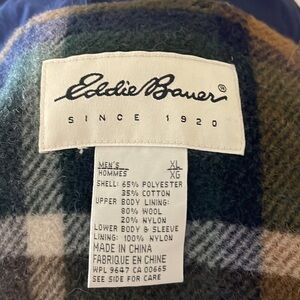 Eddie Bauer®
SINCE 1920
MEN'S XL
HOMMES XG
SHELL: 65% POLYESTER
35% COTTON
UPPER BODY LINING:
80% WOOL
20% NYLON
LOWER BODY & SLEEVE
LINING: 100% NYLON
MADE IN CHINA
FABRIQUE EN CHINE
WPL 9647 CA 00665
SEE SIDE FOR CARE